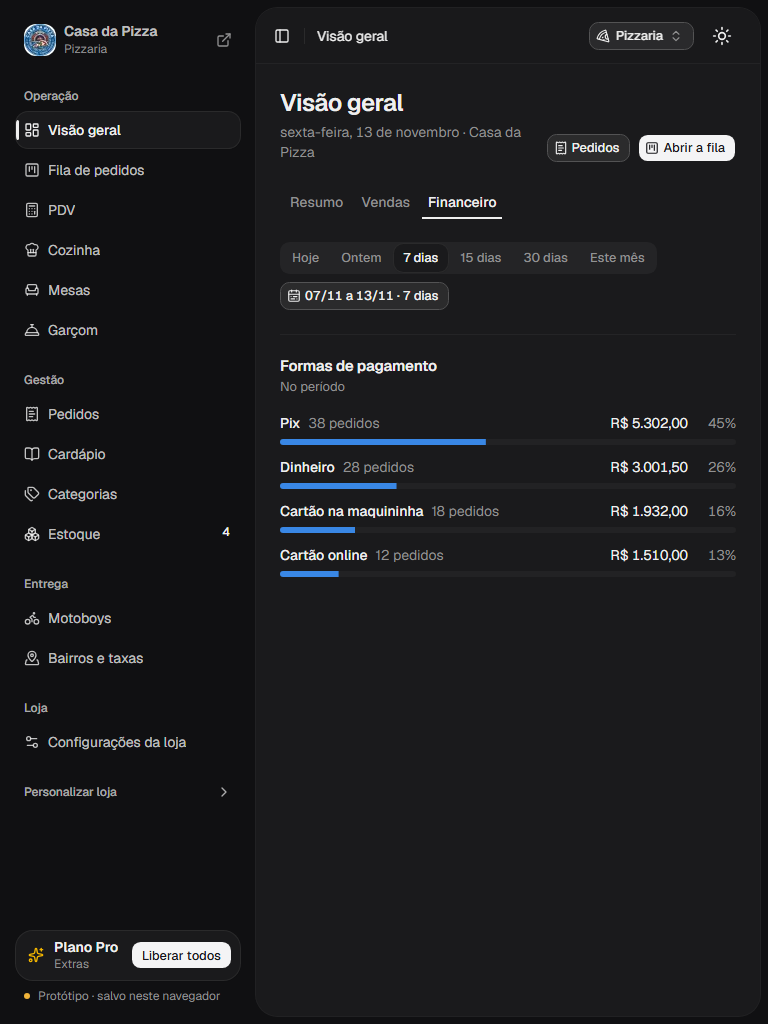 Casa da Pizza
Pizzaria
Operação
Visão geral
Fila de pedidos
PDV
Cozinha
Mesas
Garçom
Gestão
Pedidos
Cardápio
Categorias
Estoque 4
Entrega
Motoboys
Bairros e taxas
Loja
Configurações da loja
Personalizar loja
Plano Pro
Extras
Liberar todos
Protótipo · salvo neste navegador
Visão geral
Pizzaria
Visão geral
sexta-feira, 13 de novembro · Casa da
Pizza
Pedidos
Abrir a fila
Resumo Vendas Financeiro
Hoje Ontem 7 dias 15 dias 30 dias Este mês
07/11 a 13/11 · 7 dias
Formas de pagamento
No período
Pix 38 pedidos R$ 5.302,00 45%
Dinheiro 28 pedidos R$ 3.001,50 26%
Cartão na maquininha 18 pedidos R$ 1.932,00 16%
Cartão online 12 pedidos R$ 1.510,00 13%